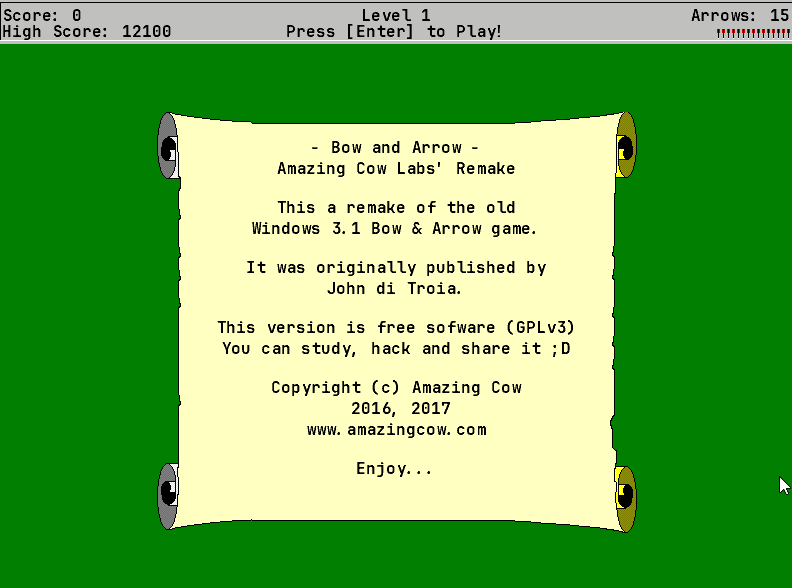 Score: 0
Level 1
Arrows: 15
High Score: 12100
Press [Enter] to Play!
- Bow and Arrow -
Amazing Cow Labs' Remake
This a remake of the old
Windows 3.1 Bow & Arrow game.
It was originally published by
John di Troia.
This version is free sofware (GPLv3)
You can study, hack and share it ;D
Copyright (c) Amazing Cow
2016, 2017
www.amazingcow.com
Enjoy...